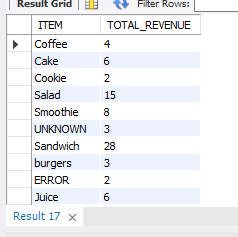 Result Grid Filter Rows:
ITEM TOTAL_REVENUE
Coffee 4
Cake 6
Cookie 2
Salad 15
Smoothie 8
UNKNOWN 3
Sandwich 28
burgers 3
ERROR 2
Juice 6
Result 17 ×